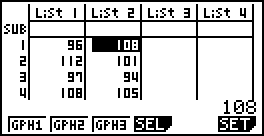 List 1 List 2 List 3 List 4
SUB
1 96 108
2 112 101
3 97 94
4 108 105
108
GPH1 GPH2 GPH3 SEL SET